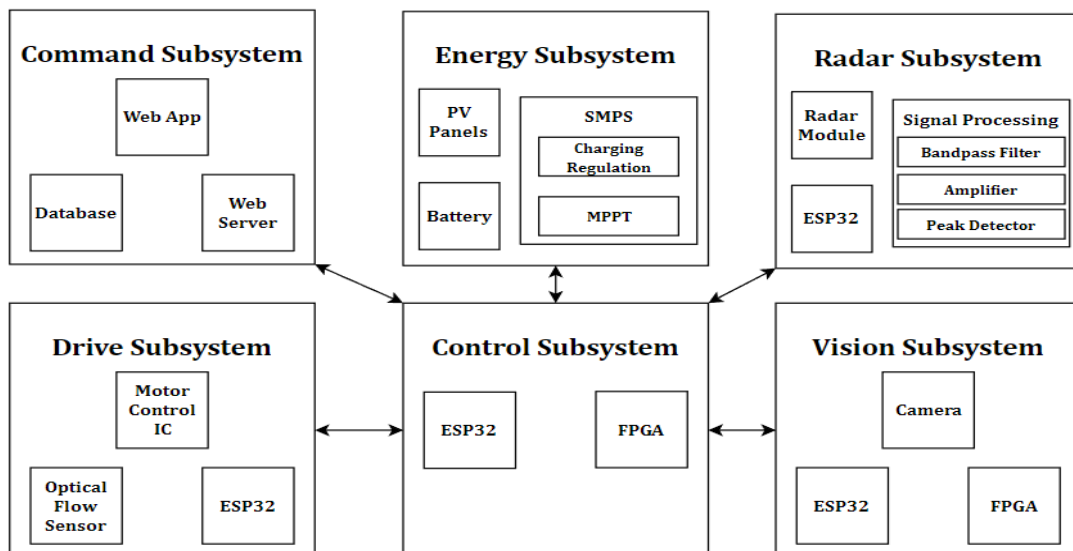 Command Subsystem
Web App
Database
Web
Server
Energy Subsystem
PV
Panels
Battery
SMPS
Charging
Regulation
MPPT
Radar Subsystem
Radar
Module
ESP32
Signal Processing
Bandpass Filter
Amplifier
Peak Detector
Drive Subsystem
Motor
Control
IC
Optical
Flow
Sensor
ESP32
Control Subsystem
ESP32
FPGA
Vision Subsystem
Camera
ESP32
FPGA